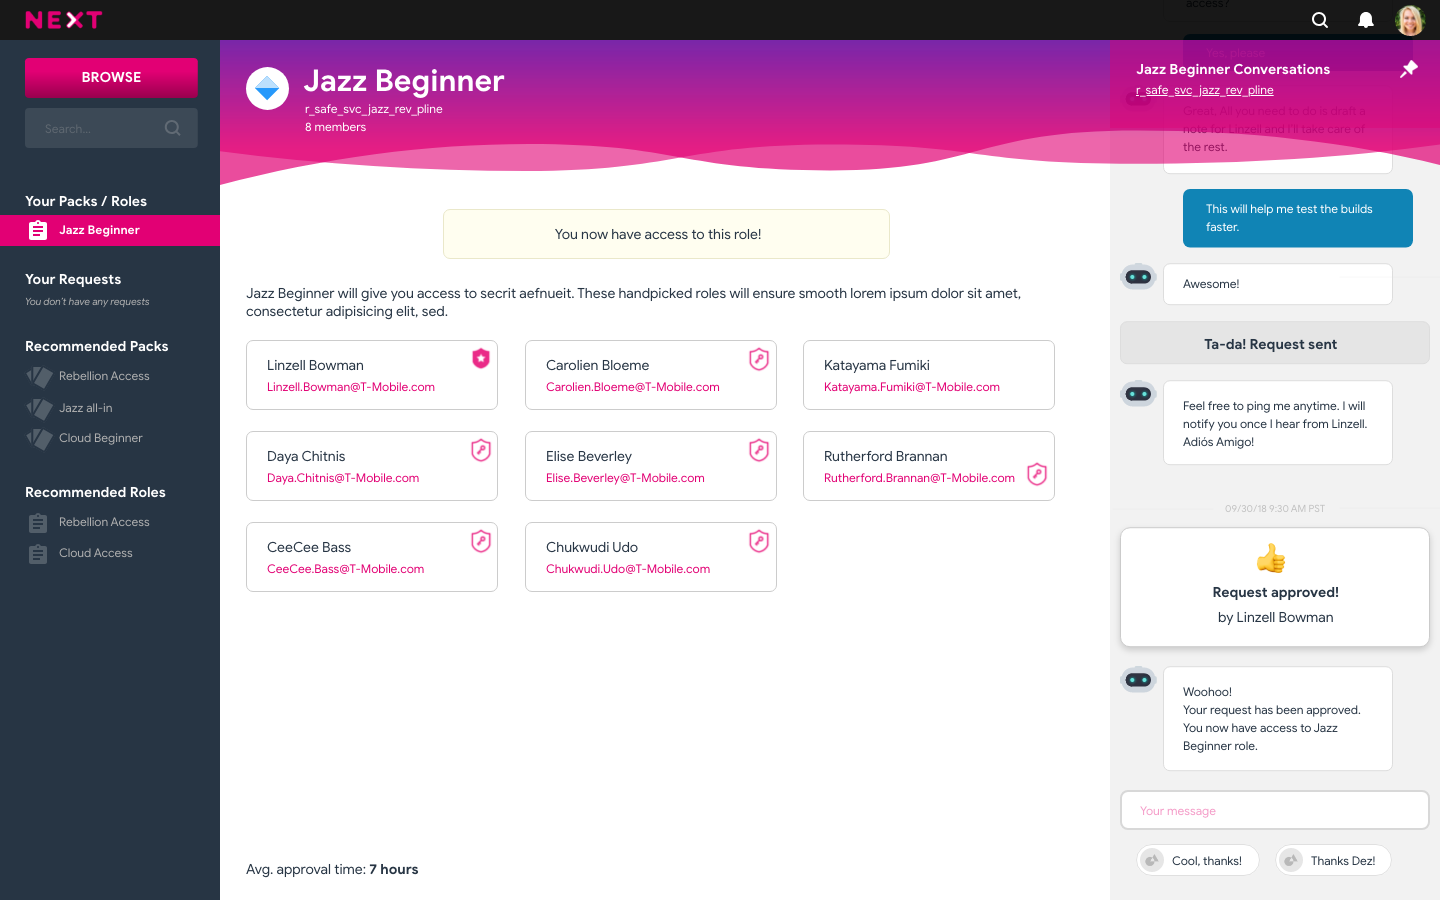 NEXT
BROWSE
Search...
Your Packs / Roles
Jazz Beginner
Your Requests
You don't have any requests
Recommended Packs
Rebellion Access
Jazz all-in
Cloud Beginner
Recommended Roles
Rebellion Access
Cloud Access
Jazz Beginner
r_safe_svc_jazz_rev_pline
8 members
You now have access to this role!
Jazz Beginner will give you access to secrit aefnueit. These handpicked roles will ensure smooth lorem ipsum dolor sit amet,
consectetur adipisicing elit, sed.
Linzell Bowman
Linzell.Bowman@T-Mobile.com
Carolien Bloeme
Carolien.Bloeme@T-Mobile.com
Katayama Fumiki
Katayama.Fumiki@T-Mobile.com
Daya Chitnis
Daya.Chitnis@T-Mobile.com
Elise Beverley
Elise.Beverley@T-Mobile.com
Rutherford Brannan
Rutherford.Brannan@T-Mobile.com
CeeCee Bass
CeeCee.Bass@T-Mobile.com
Chukwudi Udo
Chukwudi.Udo@T-Mobile.com
Avg. approval time: 7 hours
access?
Yes, please
Jazz Beginner Conversations
r_safe_svc_jazz_rev_pline
Great, All you need to do is draft a
note for Linzell and I'll take care of
the rest.
This will help me test the builds
faster.
Awesome!
Ta-da! Request sent
Feel free to ping me anytime. I will
notify you once I hear from Linzell.
Adiós Amigo!
09/30/18 9:30 AM PST
Request approved!
by Linzell Bowman
Woohoo!
Your request has been approved.
You now have access to Jazz
Beginner role.
Your message
Cool, thanks!
Thanks Dez!